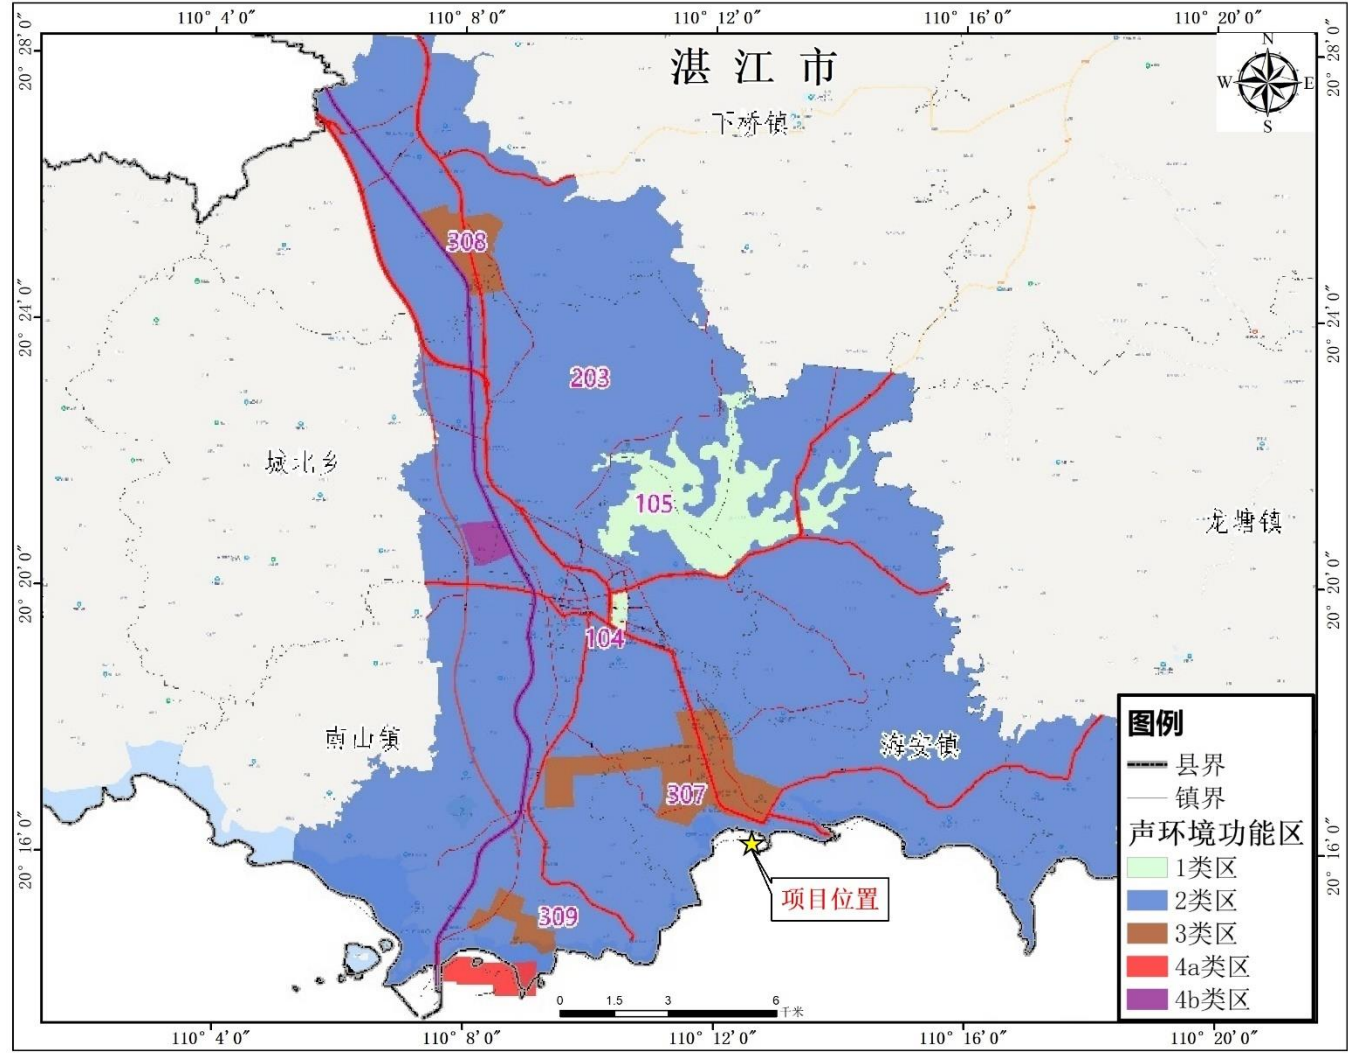 110° 4′ 0″
110° 8′ 0″
110° 12′ 0″
110° 16′ 0″
110° 20′ 0″
20° 28′ 0″
20° 28′ 0″
湛江市
N
W
E
S
下桥镇
308
20° 24′ 0″
20° 24′ 0″
203
城北乡
105
龙塘镇
20° 20′ 0″
20° 20′ 0″
104
南山镇
海安镇
307
20° 16′ 0″
20° 16′ 0″
项目位置
309
图例
县界
镇界
声环境功能区
1类区
2类区
3类区
4a类区
4b类区
0 1.5 3 6
千米
110° 4′ 0″
110° 8′ 0″
110° 12′ 0″
110° 16′ 0″
110° 20′ 0″